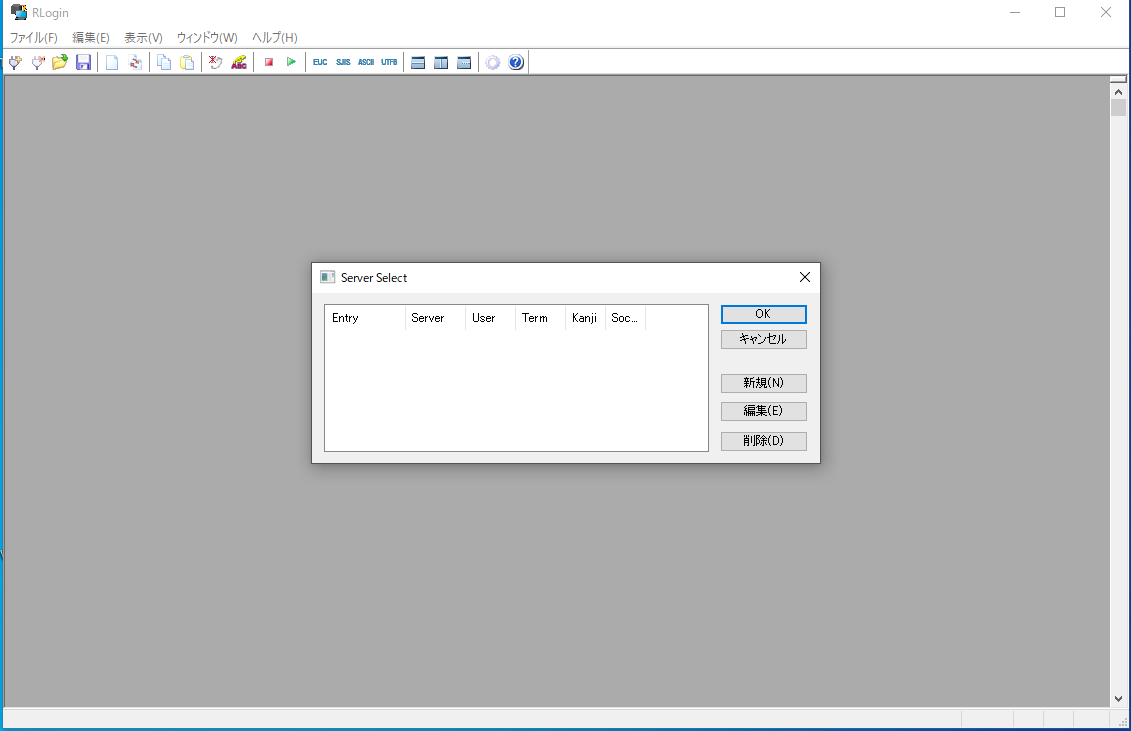 RLogin
ファイル(F) 編集(E) 表示(V) ウィンドウ(W) ヘルプ(H)
ABC EUC SJIS ASCII UTF8 ?
Server Select
Entry Server User Term Kanji Soc...
OK
キャンセル
新規(N)
編集(E)
削除(D)